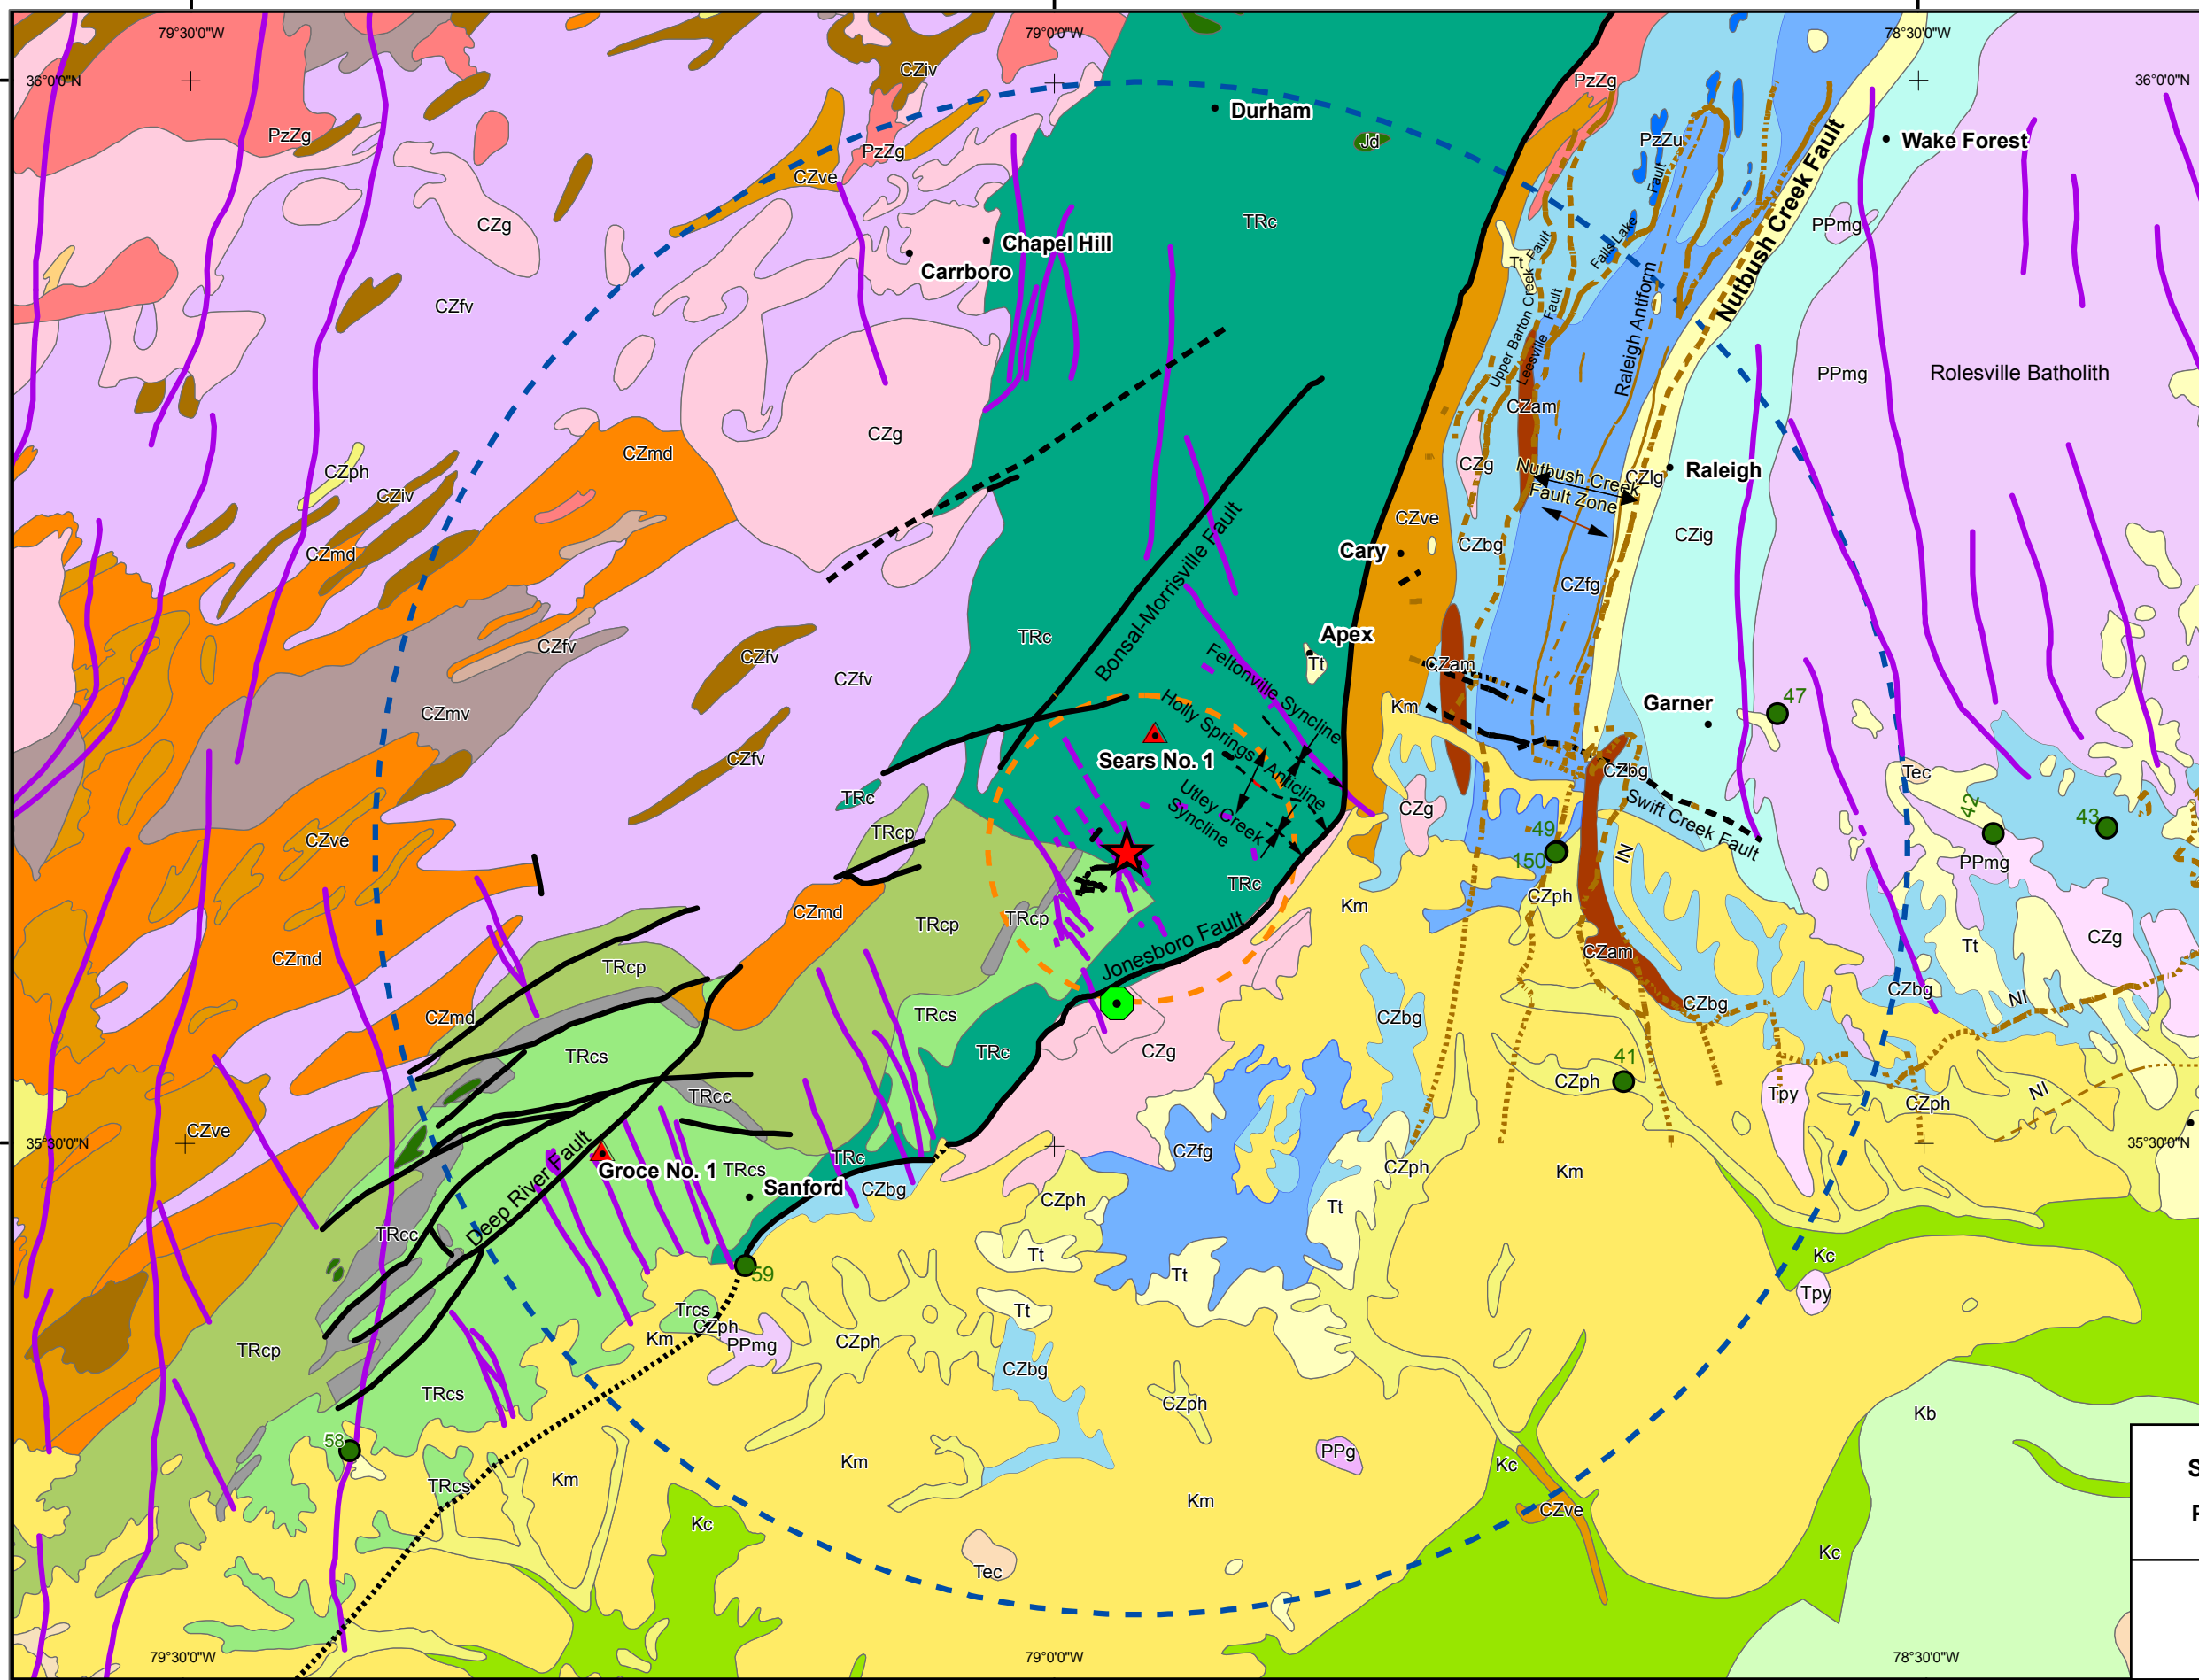 79°30'0"W
79°0'0"W
78°30'0"W
36°0'0"N
36°0'0"N
CZiv
PzZg
Durham
PzZg
Jd
PzZu
Wake Forest
PzZg
CZve
Fault
CZg
TRc
PPmg
Chapel Hill
Carrboro
Falls Lake
Tt
Nutbush Creek Fault
CZfv
Upper Barton Creek Fault
Leesville Fault
Raleigh Antiform
PPmg
Rolesville Batholith
CZam
CZg
CZmd
CZph
CZiv
CZg
Nutbush Creek
Fault Zone
CZlg
Raleigh
CZve
CZig
CZmd
Cary
CZbg
CZfg
Bonsal-Morrisville Fault
TRc
Apex
CZfv
CZfv
CZfv
Tt
CZam
Feltonville Syncline
CZmv
Km
Garner
47
Holly Springs Anticline
Sears No. 1
CZfv
CZbg
Tec
TRc
Utley Creek
Syncline
CZg
Swift Creek Fault
42
43
TRcp
CZve
49
150
IN
PPmg
TRc
CZmd
TRcp
TRcp
Km
CZph
CZmd
Jonesboro Fault
CZam
Tt
CZg
TRcp
CZbg
CZbg
NI
CZmd
TRcs
CZbg
TRcs
TRc
CZg
41
CZph
Tpy
NI
TRcc
CZph
CZve
35°30'0"N
35°30'0"N
CZfg
TRc
Groce No. 1
TRcs
CZph
Km
Sanford
CZbg
CZph
Tt
Deep River Fault
TRcc
Tt
Kc
59
Tt
Tpy
Trcs
Tt
CZph
Km
PPmg
CZph
TRcp
CZbg
TRcs
CZph
Kb
58
PPg
Km
Kc
S
Km
TRcs
Km
CZve
F
Kc
Kc
Tec
79°30'0"W
79°0'0"W
78°30'0"W